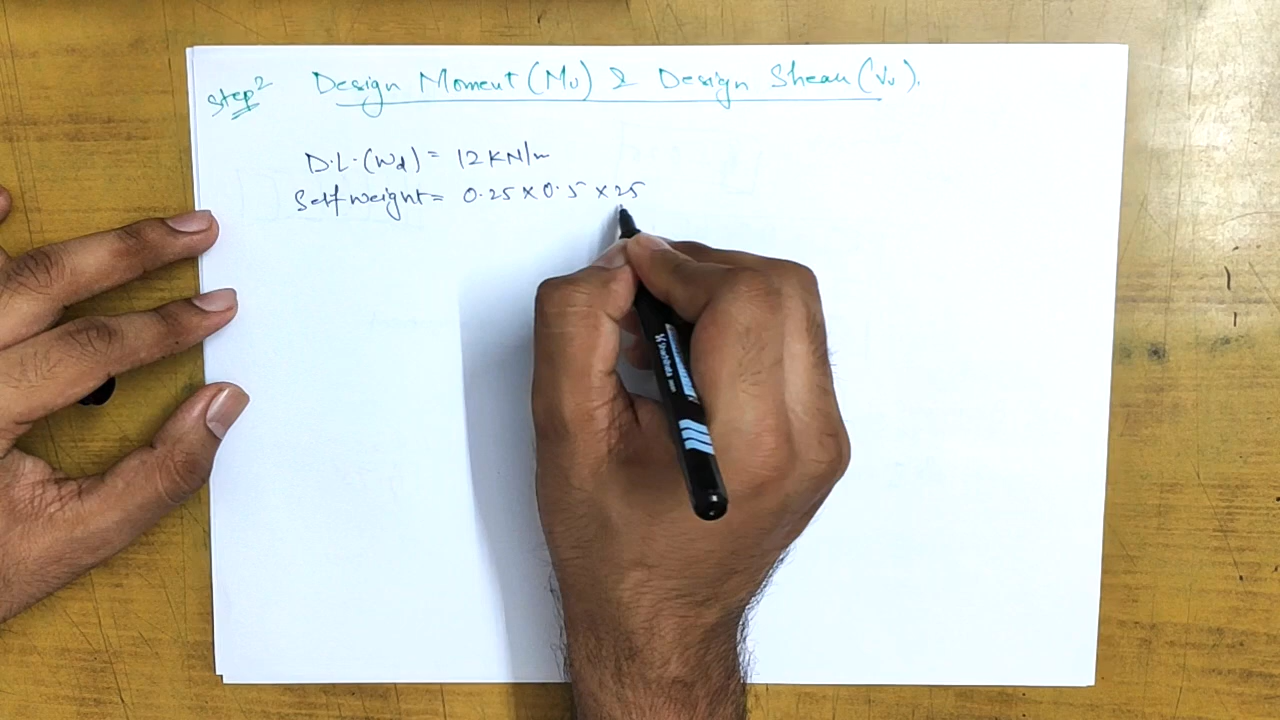 Step 2 Design Moment (Mu) & Design Shear (Vu).
D.L. (Wd) = 12 KN/m
Self weight = 0.25 × 0.5 × 25